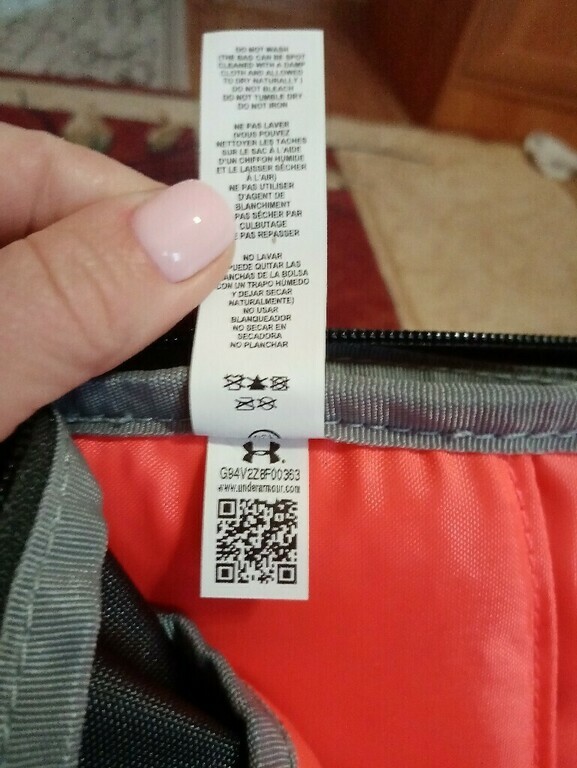 DO NOT WASH
(THE BAG CAN BE SPOT
CLEANED WITH A DAMP
CLOTH AND ALLOWED
TO DRY NATURALLY)
DO NOT BLEACH
DO NOT TUMBLE DRY
DO NOT IRON
NE PAS LAVER
(VOUS POUVEZ
NETTOYER LES TACHES
SUR LE SAC À L'AIDE
D'UN CHIFFON HUMIDE
ET LE LAISSER SÉCHER
À L'AIR)
NE PAS UTILISER
D'AGENT DE
BLANCHIMENT
PAS SÉCHER PAR
CULBUTAGE
PAS REPASSER
NO LAVAR
PUEDE QUITAR LAS
MANCHAS DE LA BOLSA
CON UN TRAPO HÚMEDO
Y DEJAR SECAR
NATURALMENTE)
NO USAR
BLANQUEADOR
NO SECAR EN
SECADORA
NO PLANCHAR
G94V2Z8F00363
www.underarmour.com